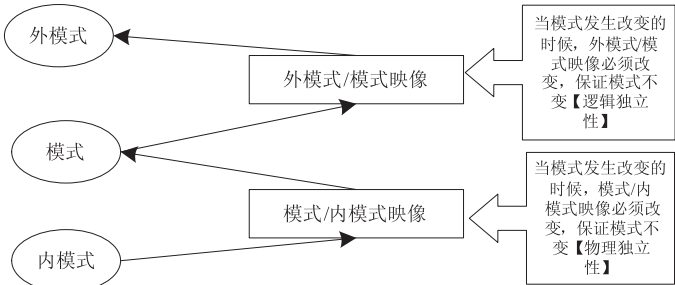 外模式
外模式/模式映像
当模式发生改变的
时候，外模式/模
式映像必须改
变，保证模式不
变【逻辑独立
性】
模式
模式/内模式映像
当模式发生改变的
时候，模式/内
模式映像必须改
变，保证模式不
变【物理独立
性】
内模式